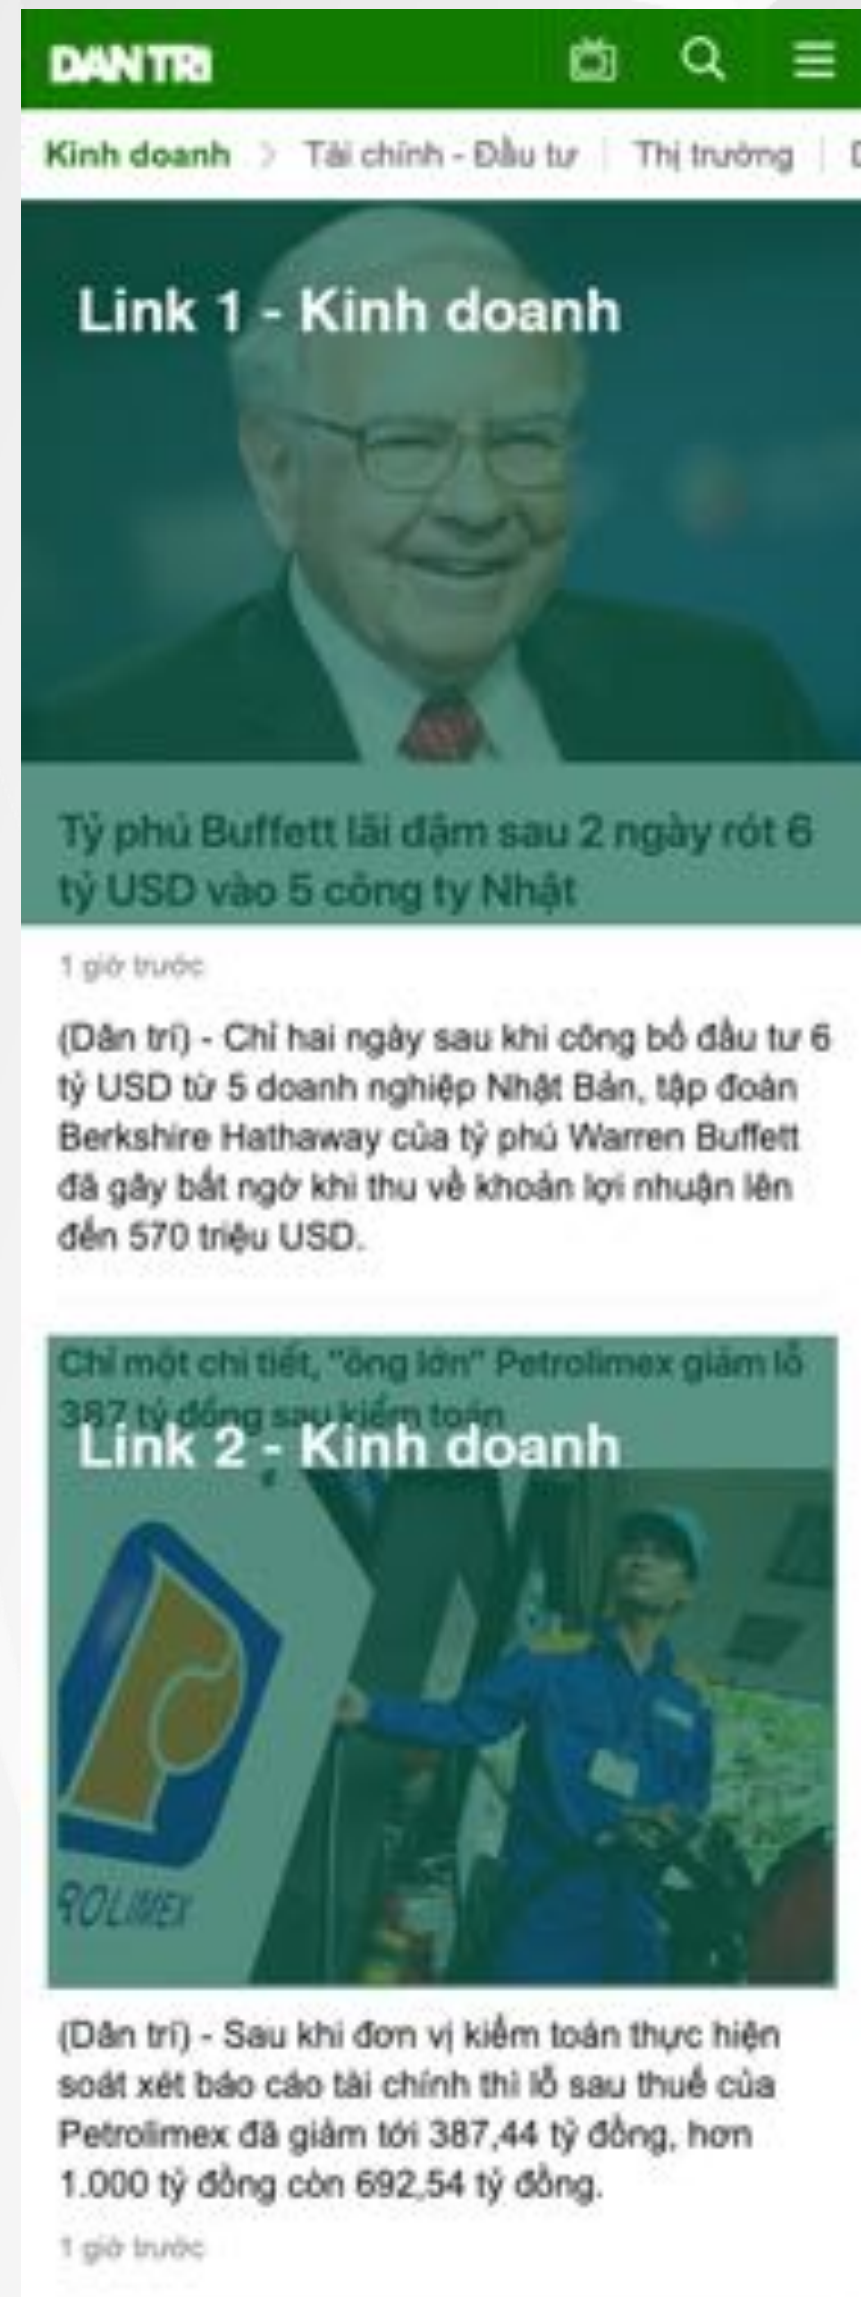 DANTRI
Kinh doanh > Tài chính - Đầu tư | Thị trường |
Link 1 - Kinh doanh
Tỷ phú Buffett lãi đậm sau 2 ngày rót 6
tỷ USD vào 5 công ty Nhật
1 giờ trước
(Dân trí) - Chỉ hai ngày sau khi công bố đầu tư 6
tỷ USD từ 5 doanh nghiệp Nhật Bản, tập đoàn
Berkshire Hathaway của tỷ phú Warren Buffett
đã gây bất ngờ khi thu về khoản lợi nhuận lên
đến 570 triệu USD.
Chỉ một chi tiết, "ông lớn" Petrolimex giảm lỗ
387 tỷ đồng sau kiểm toán
Link 2 - Kinh doanh
ROLIMEX
(Dân trí) - Sau khi đơn vị kiểm toán thực hiện
soát xét báo cáo tài chính thì lỗ sau thuế của
Petrolimex đã giảm tới 387,44 tỷ đồng, hơn
1.000 tỷ đồng còn 692,54 tỷ đồng.
1 giờ trước